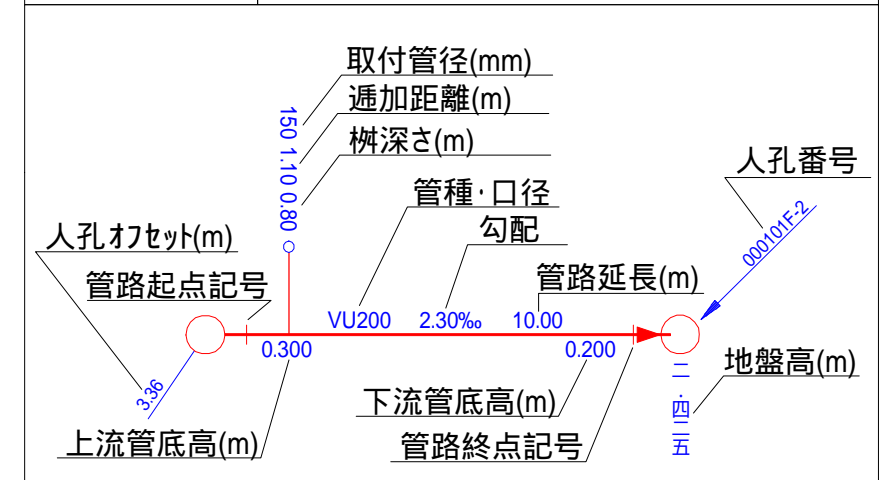 取付管径(mm)
逓加距離(m)
桝深さ(m)
150 1.10 0.80
管種･口径
勾配
人孔番号
000101F-2
人孔ｵﾌｾｯﾄ(m)
管路起点記号
管路延長(m)
VU200 2.30‰ 10.00
0.300 0.200
3.36
地盤高(m)
二.四二五
下流管底高(m)
上流管底高(m)
管路終点記号